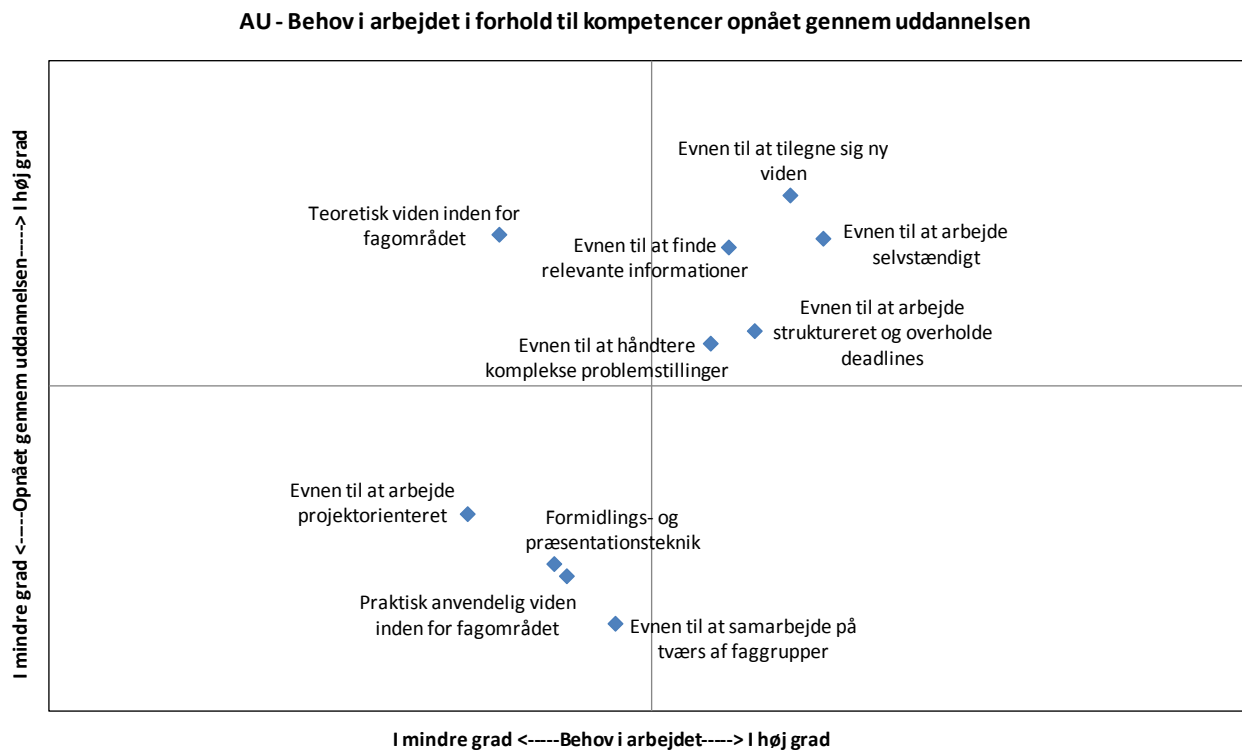 AU - Behov i arbejdet i forhold til kompetencer opnået gennem uddannelsen
I mindre grad <-----Opnået gennem uddannelsen-----> I høj grad
Evnen til at tilegne sig ny
viden
Teoretisk viden inden for
fagområdet
Evnen til at finde
relevante informationer
Evnen til at arbejde
selvstændigt
Evnen til at arbejde
struktureret og overholde
deadlines
Evnen til at håndtere
komplekse problemstillinger
Evnen til at arbejde
projektorienteret
Formidlings- og
præsentationsteknik
Praktisk anvendelig viden
inden for fagområdet
Evnen til at samarbejde på
tværs af faggrupper
I mindre grad <-----Behov i arbejdet-----> I høj grad